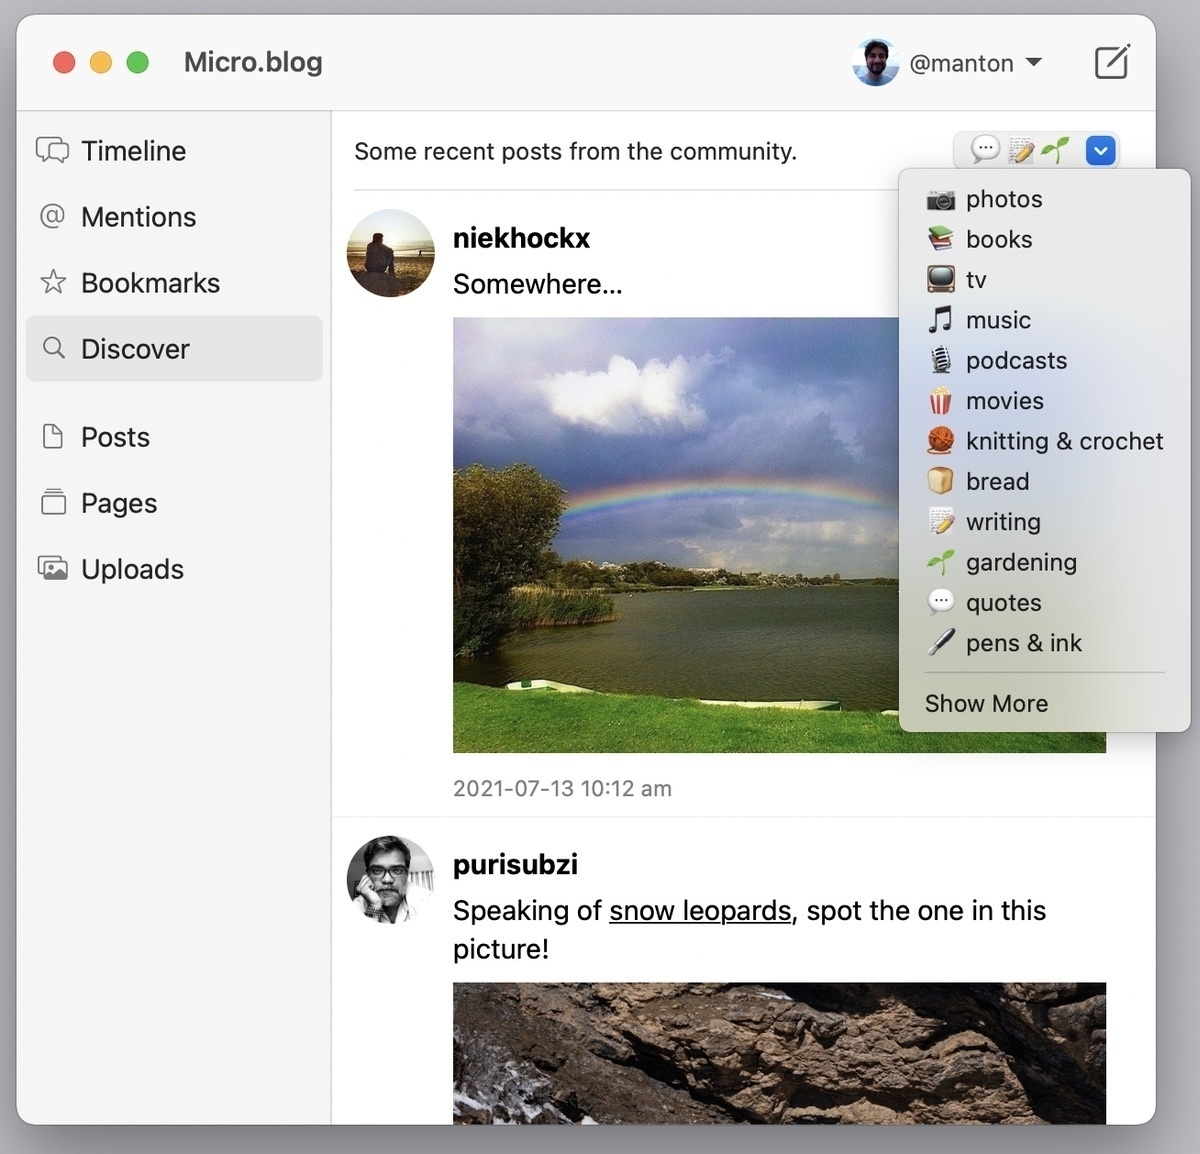 Micro.blog
@manton
Timeline
Mentions
Bookmarks
Discover
Posts
Pages
Uploads
Some recent posts from the community.
niekhockx
Somewhere...
2021-07-13 10:12 am
purisubzi
Speaking of snow leopards, spot the one in this
picture!
photos
books
tv
music
podcasts
movies
knitting & crochet
bread
writing
gardening
quotes
pens & ink
Show More